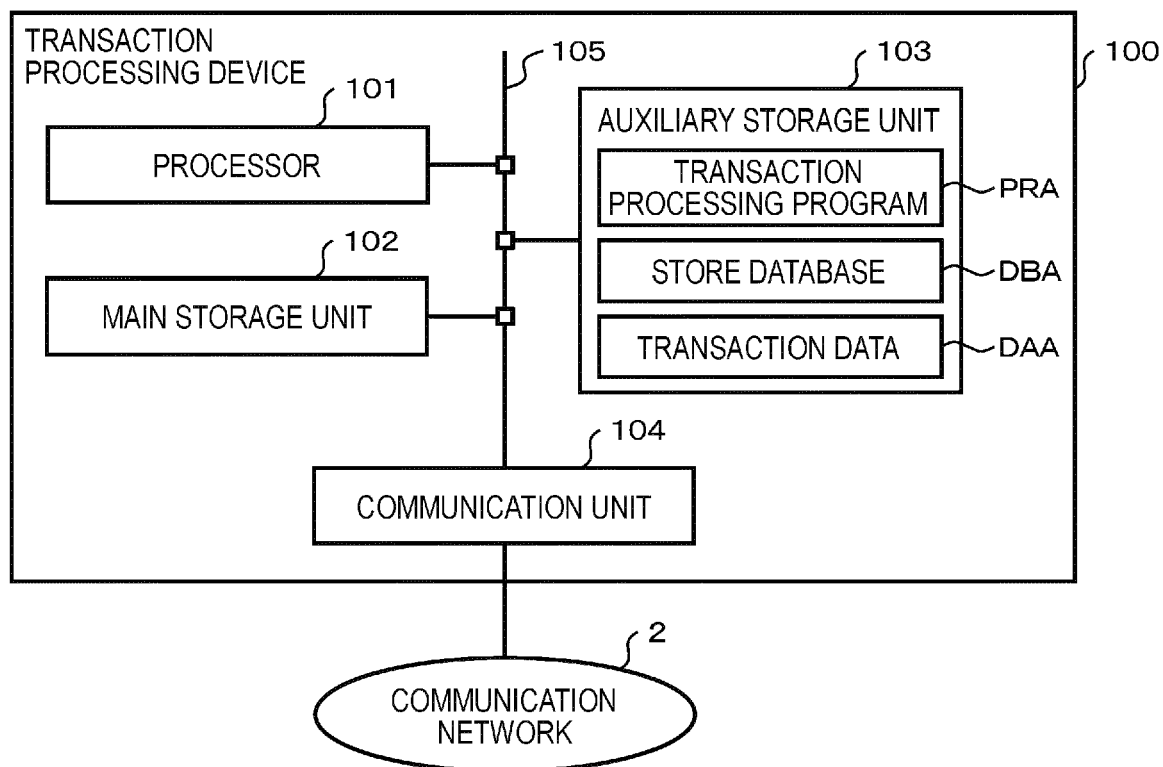 TRANSACTION
PROCESSING DEVICE
100
101
PROCESSOR
105
103
AUXILIARY STORAGE UNIT
TRANSACTION
PROCESSING PROGRAM
PRA
102
MAIN STORAGE UNIT
STORE DATABASE
DBA
TRANSACTION DATA
DAA
104
COMMUNICATION UNIT
2
COMMUNICATION
NETWORK